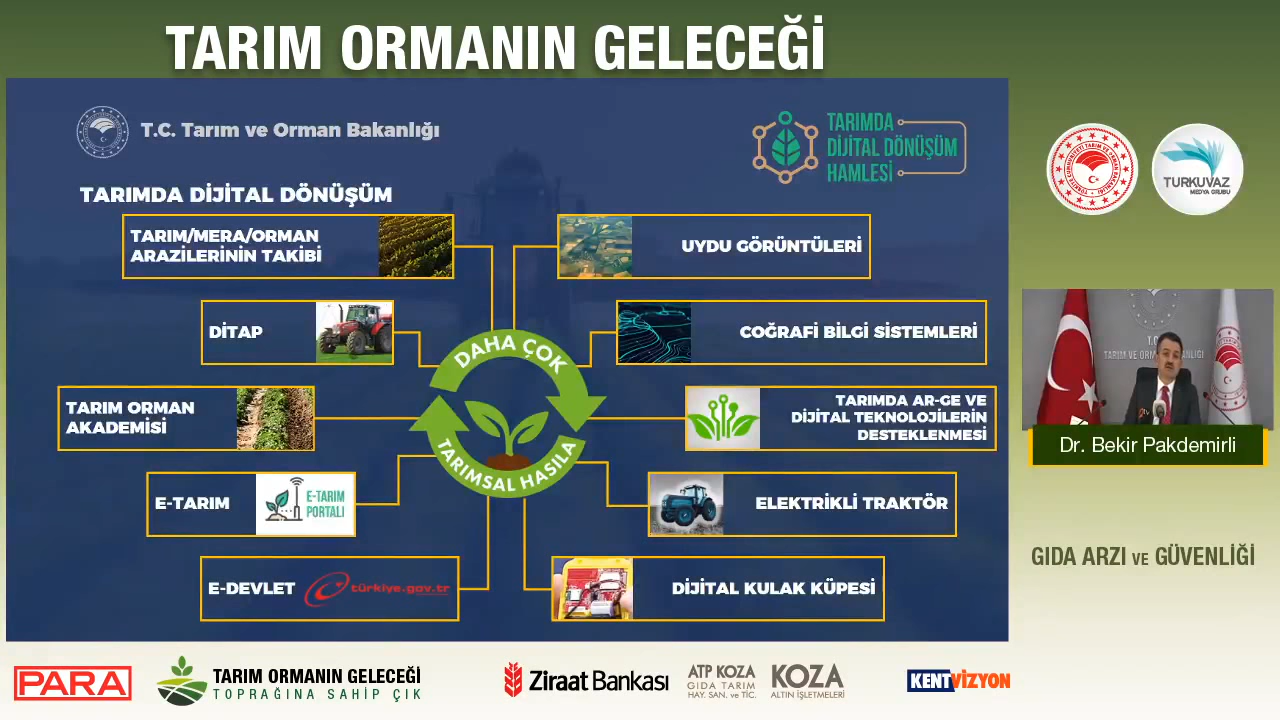 TARIM ORMANIN GELECEĞİ
T.C. Tarım ve Orman Bakanlığı
TARIMDA
DİJİTAL DÖNÜŞÜM
HAMLESİ
TARIMDA DİJİTAL DÖNÜŞÜM
TARIM/MERA/ORMAN
ARAZİLERİNİN TAKİBİ
UYDU GÖRÜNTÜLERİ
DİTAP
COĞRAFİ BİLGİ SİSTEMLERİ
DAHA ÇOK
TARIMSAL HASILA
TARIM ORMAN
AKADEMİSİ
TARIMDA AR-GE VE
DİJİTAL TEKNOLOJİLERİN
DESTEKLENMESİ
E-TARIM
E-TARIM
PORTALI
ELEKTRİKLİ TRAKTÖR
E-DEVLET
türkiye.gov.tr
DİJİTAL KULAK KÜPESİ
TURKUVAZ
MEDYA GRUBU
T.C.
TARIM VE ORMAN BAKANLIĞI
Dr. Bekir Pakdemirli
GIDA ARZI VE GÜVENLİĞİ
PARA
TARIM ORMANIN GELECEĞİ
TOPRAĞINA SAHİP ÇIK
Ziraat Bankası
ATP KOZA
GIDA TARIM
HAY. SAN. ve TİC.
KOZA
ALTIN İŞLETMELERİ
KENTVİZYON